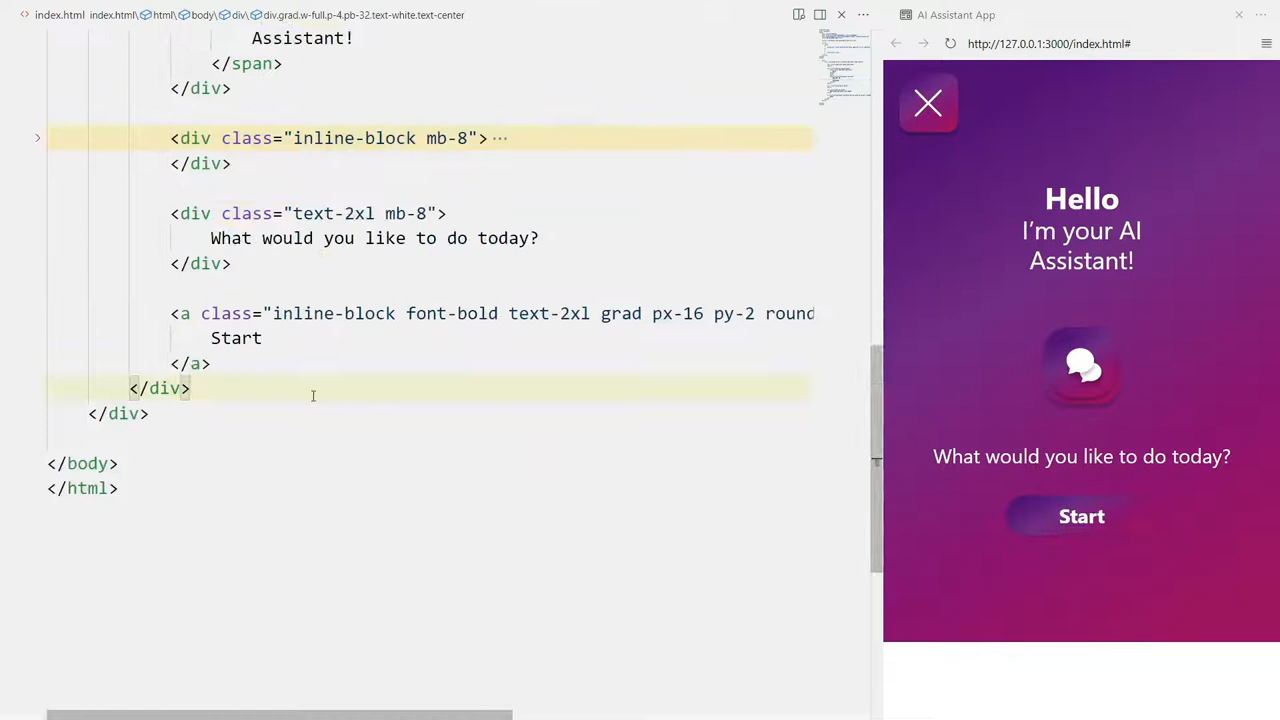 index.html index.html\ html\ body\ div\ div.grad.w-full.p-4.pb-32.text-white.text-center
Assistant!
</span>
</div>
<div class="inline-block mb-8"> ...
</div>
<div class="text-2xl mb-8">
What would you like to do today?
</div>
<a class="inline-block font-bold text-2xl grad px-16 py-2 round
Start
</a>
</div>
</div>
</body>
</html>
AI Assistant App
http://127.0.0.1:3000/index.html#
Hello
I'm your AI
Assistant!
What would you like to do today?
Start